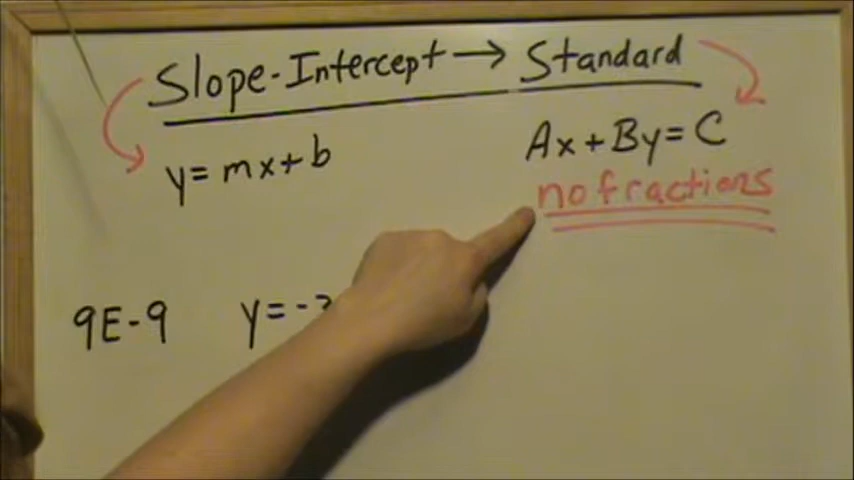 Slope-Intercept → Standard
y = mx + b
Ax + By = C
no fractions
9E-9 y = -